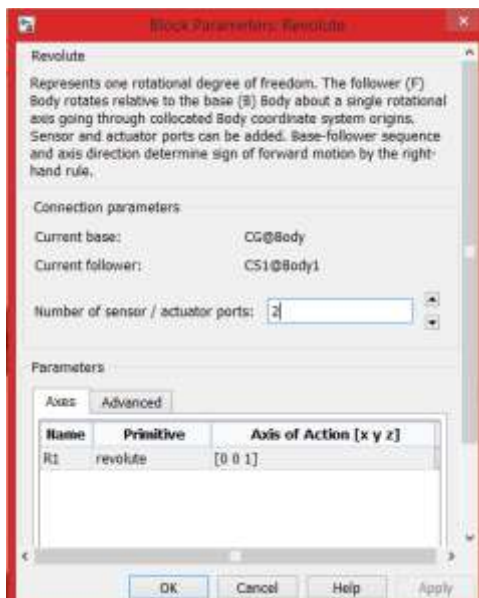 Block Parameters: Revolute
Revolute
Represents one rotational degree of freedom. The follower (F)
Body rotates relative to the base (B) Body about a single rotational
axis going through collocated Body coordinate system origins.
Sensor and actuator ports can be added. Base-follower sequence
and axis direction determine sign of forward motion by the right-
hand rule.
Connection parameters
Current base: CG@Body
Current follower: CS1@Body1
Number of sensor / actuator ports: 2
Parameters
Axes Advanced
Name Primitive Axis of Action [x y z]
R1 revolute [0 0 1]
OK Cancel Help Apply